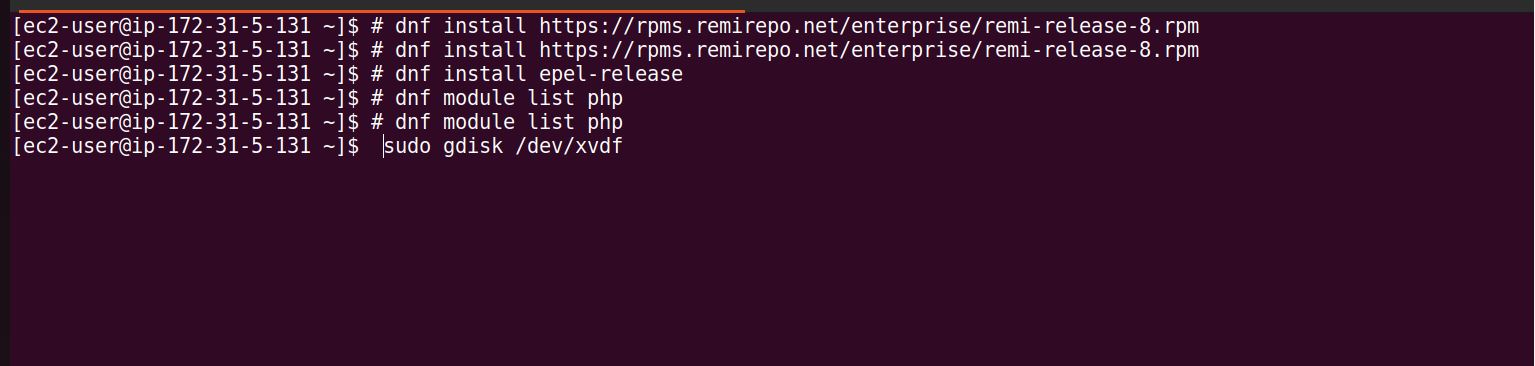 [ec2-user@ip-172-31-5-131 ~]$ # dnf install https://rpms.remirepo.net/enterprise/remi-release-8.rpm
[ec2-user@ip-172-31-5-131 ~]$ # dnf install https://rpms.remirepo.net/enterprise/remi-release-8.rpm
[ec2-user@ip-172-31-5-131 ~]$ # dnf install epel-release
[ec2-user@ip-172-31-5-131 ~]$ # dnf module list php
[ec2-user@ip-172-31-5-131 ~]$ # dnf module list php
[ec2-user@ip-172-31-5-131 ~]$  sudo gdisk /dev/xvdf